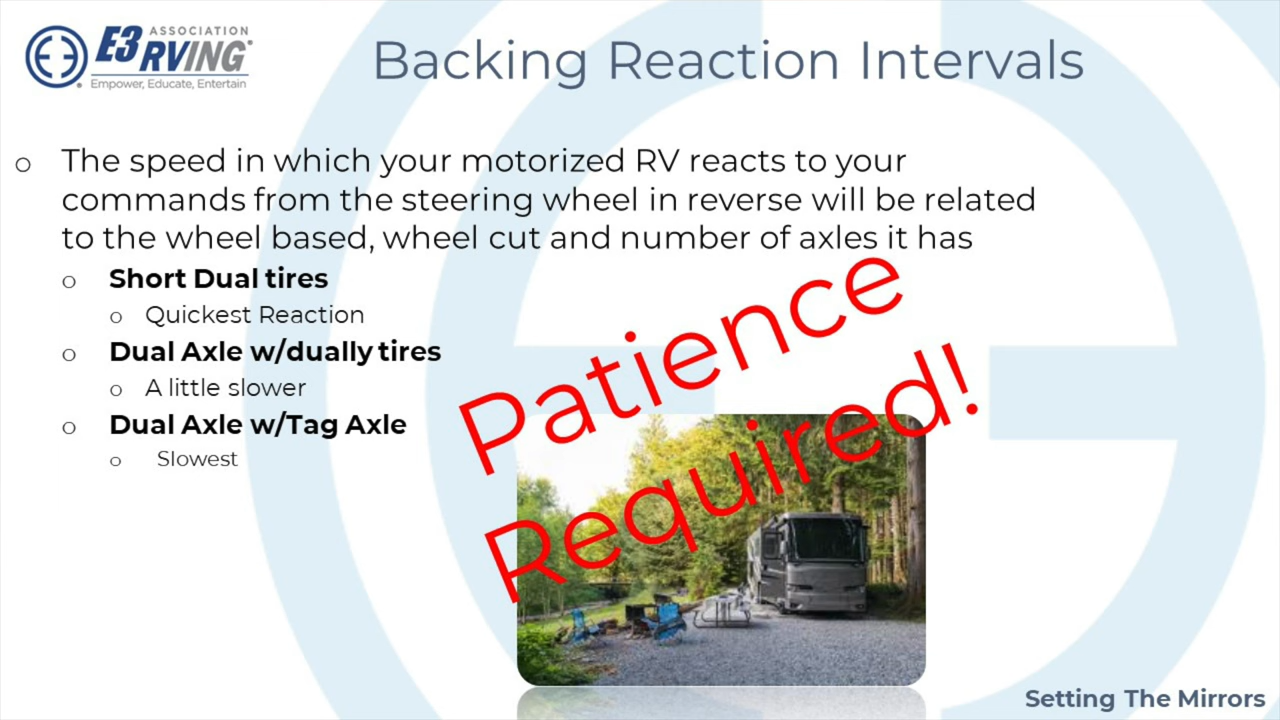 ASSOCIATION
E3 RVING
Empower, Educate, Entertain
Backing Reaction Intervals
o The speed in which your motorized RV reacts to your
commands from the steering wheel in reverse will be related
to the wheel based, wheel cut and number of axles it has
o Short Dual tires
o Quickest Reaction
o Dual Axle w/dually tires
o A little slower
o Dual Axle w/Tag Axle
o Slowest
Patience
Required!
Setting The Mirrors